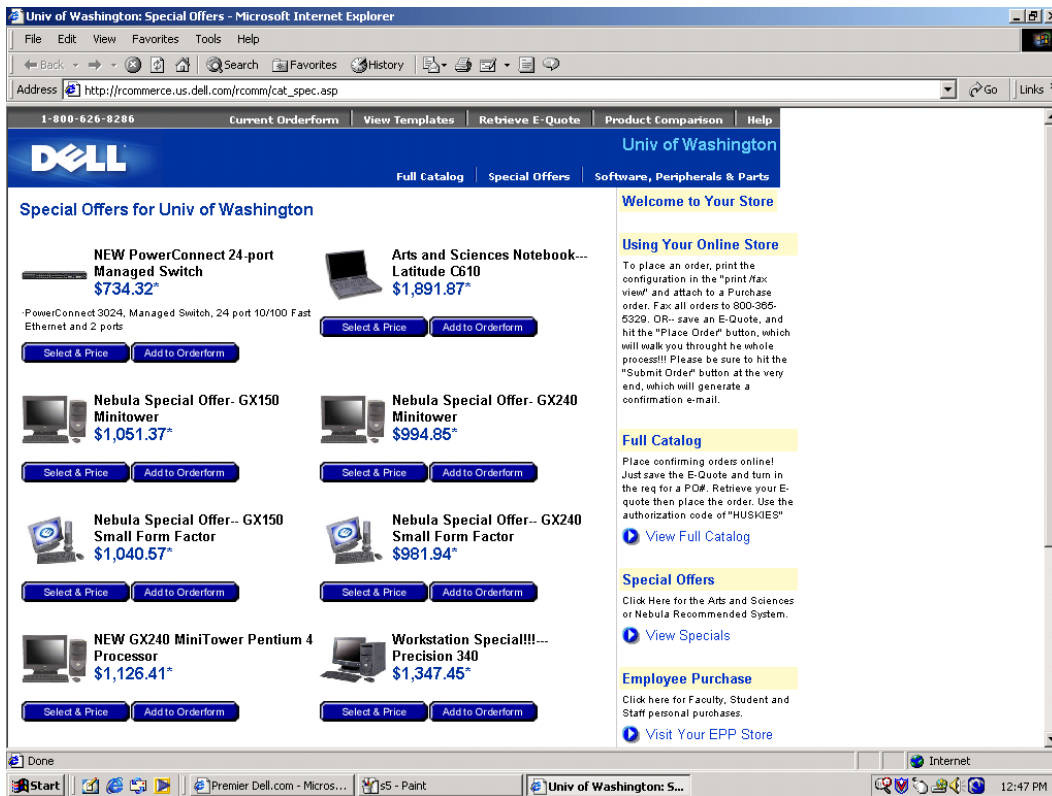 Univ of Washington: Special Offers - Microsoft Internet Explorer
File Edit View Favorites Tools Help
Back Search Favorites History
Address http://rcommerce.us.dell.com/rcomm/cat_spec.asp Go Links
1-800-626-8286 Current Orderform View Templates Retrieve E-Quote Product Comparison Help
DELL
Univ of Washington
Full Catalog Special Offers Software, Peripherals & Parts
Special Offers for Univ of Washington
NEW PowerConnect 24-port
Managed Switch
$734.32*
·PowerConnect 3024, Managed Switch, 24 port 10/100 Fast
Ethernet and 2 ports
Select & Price Add to Orderform
Arts and Sciences Notebook---
Latitude C610
$1,891.87*
Select & Price Add to Orderform
Nebula Special Offer- GX150
Minitower
$1,051.37*
Select & Price Add to Orderform
Nebula Special Offer- GX240
Minitower
$994.85*
Select & Price Add to Orderform
Nebula Special Offer-- GX150
Small Form Factor
$1,040.57*
Select & Price Add to Orderform
Nebula Special Offer-- GX240
Small Form Factor
$981.94*
Select & Price Add to Orderform
NEW GX240 MiniTower Pentium 4
Processor
$1,126.41*
Select & Price Add to Orderform
Workstation Special!!!---
Precision 340
$1,347.45*
Select & Price Add to Orderform
Welcome to Your Store
Using Your Online Store
To place an order, print the
configuration in the "print /fax
view" and attach to a Purchase
order. Fax all orders to 800-365-
5329. OR-- save an E-Quote, and
hit the "Place Order" button, which
will walk you throught he whole
process!!! Please be sure to hit the
"Submit Order" button at the very
end, which will generate a
confirmation e-mail.
Full Catalog
Place confirming orders online!
Just save the E-Quote and turn in
the req for a PO#. Retrieve your E-
quote then place the order. Use the
authorization code of "HUSKIES"
View Full Catalog
Special Offers
Click Here for the Arts and Sciences
or Nebula Recommended System.
View Specials
Employee Purchase
Click here for Faculty, Student and
Staff personal purchases.
Visit Your EPP Store
Done Internet
Start Premier Dell.com - Micros... s5 - Paint Univ of Washington: S... 12:47 PM